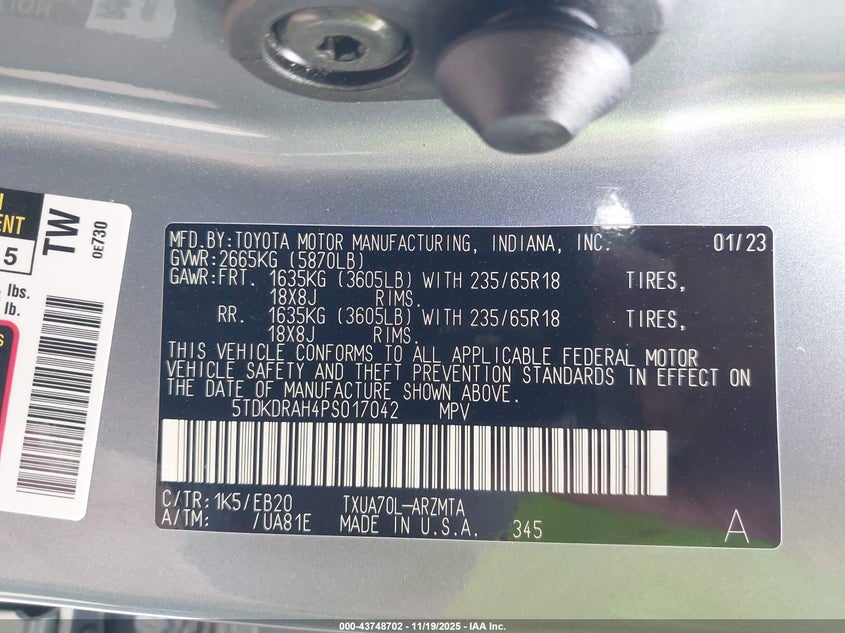 MENT
5
lbs.
lb.
TW
0E730
MFD.BY:TOYOTA MOTOR MANUFACTURING, INDIANA, INC. 01/23
GVWR:2665KG (5870LB)
GAWR:FRT. 1635KG (3605LB) WITH 235/65R18 TIRES,
18X8J RIMS.
RR. 1635KG (3605LB) WITH 235/65R18 TIRES,
18X8J RIMS.
THIS VEHICLE CONFORMS TO ALL APPLICABLE FEDERAL MOTOR
VEHICLE SAFETY AND THEFT PREVENTION STANDARDS IN EFFECT ON
THE DATE OF MANUFACTURE SHOWN ABOVE.
5TDKDRAH4PS017042 MPV
C/TR:1K5/EB20 TXUA70L-ARZMTA
A/TM: /UA81E MADE IN U.S.A. 345 A
000-43748702 - 11/19/2025 - IAA Inc.